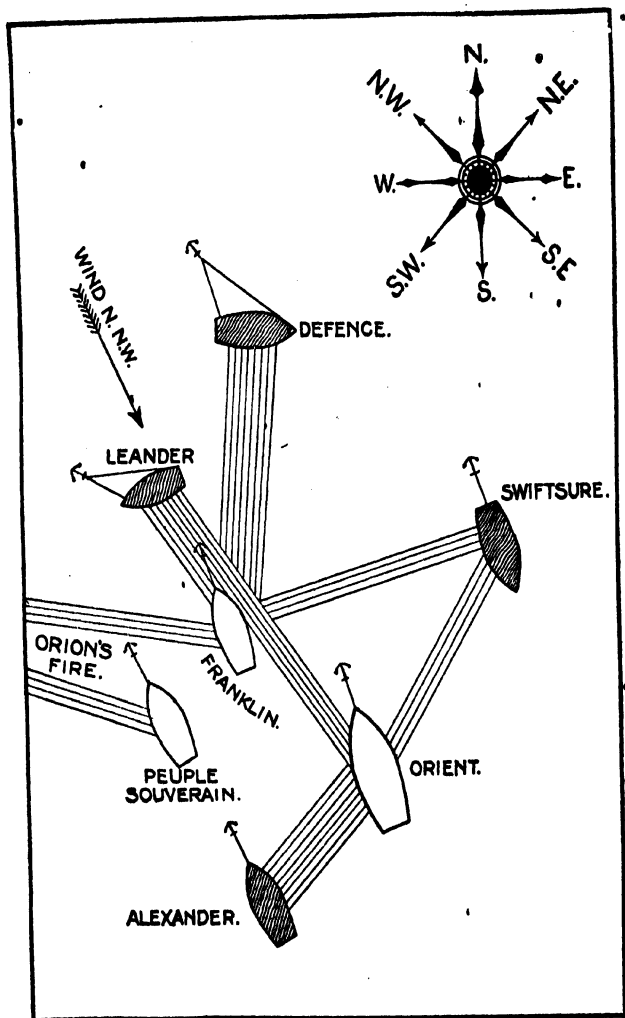 N.
N.W.
N.E.
W.
E.
S.W.
S.E
S.
WIND N.N.W.
DEFENCE.
LEANDER
SWIFTSURE.
ORION'S
FIRE.
FRANKLIN.
PEUPLE
SOUVERAIN.
ORIENT.
ALEXANDER.